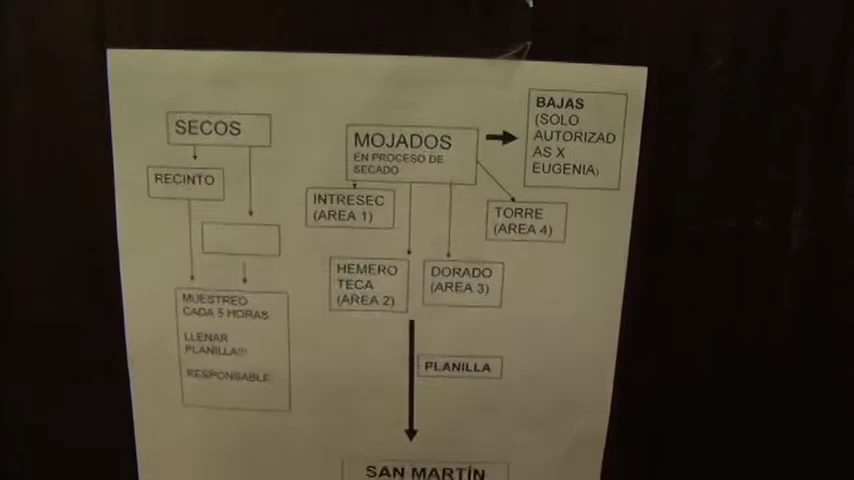 SECOS
RECINTO
MUESTREO
CADA 5 HORAS
LLENAR
PLANILLA!!!
RESPONSABLE
MOJADOS
EN PROCESO DE
SECADO
BAJAS
(SOLO
AUTORIZAD
AS X
EUGENIA)
INTRESEC
(AREA 1)
TORRE
(AREA 4)
HEMERO
TECA
(AREA 2)
DORADO
(AREA 3)
PLANILLA
SAN MARTÍN